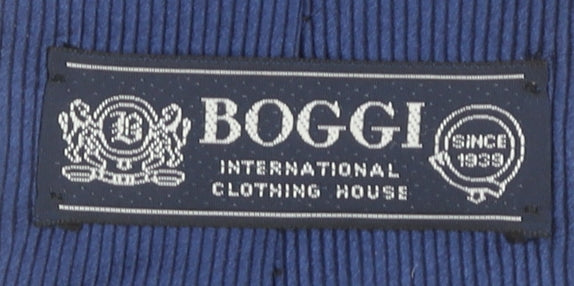 B
BOGGI
INTERNATIONAL
CLOTHING HOUSE
SINCE
1939